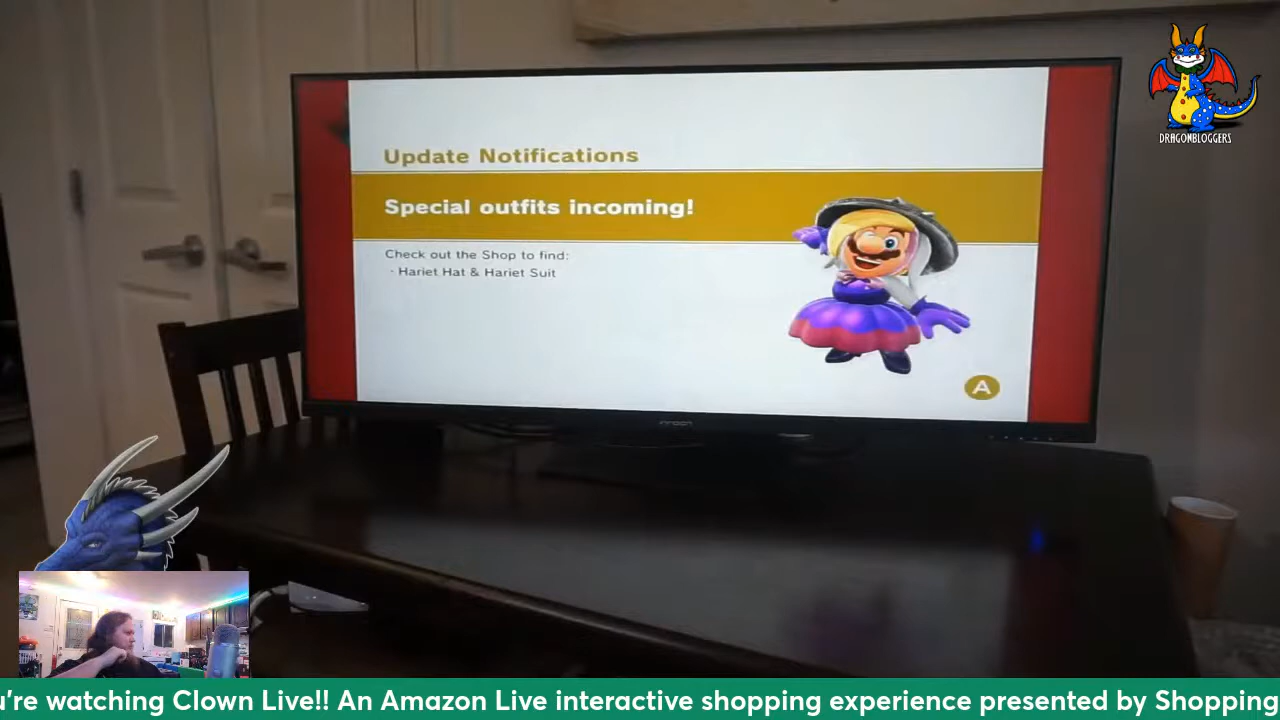 DRAGONBLOGGERS
Update Notifications
Special outfits incoming!
Check out the Shop to find:
· Hariet Hat & Hariet Suit
A
u're watching Clown Live!! An Amazon Live interactive shopping experience presented by Shopping